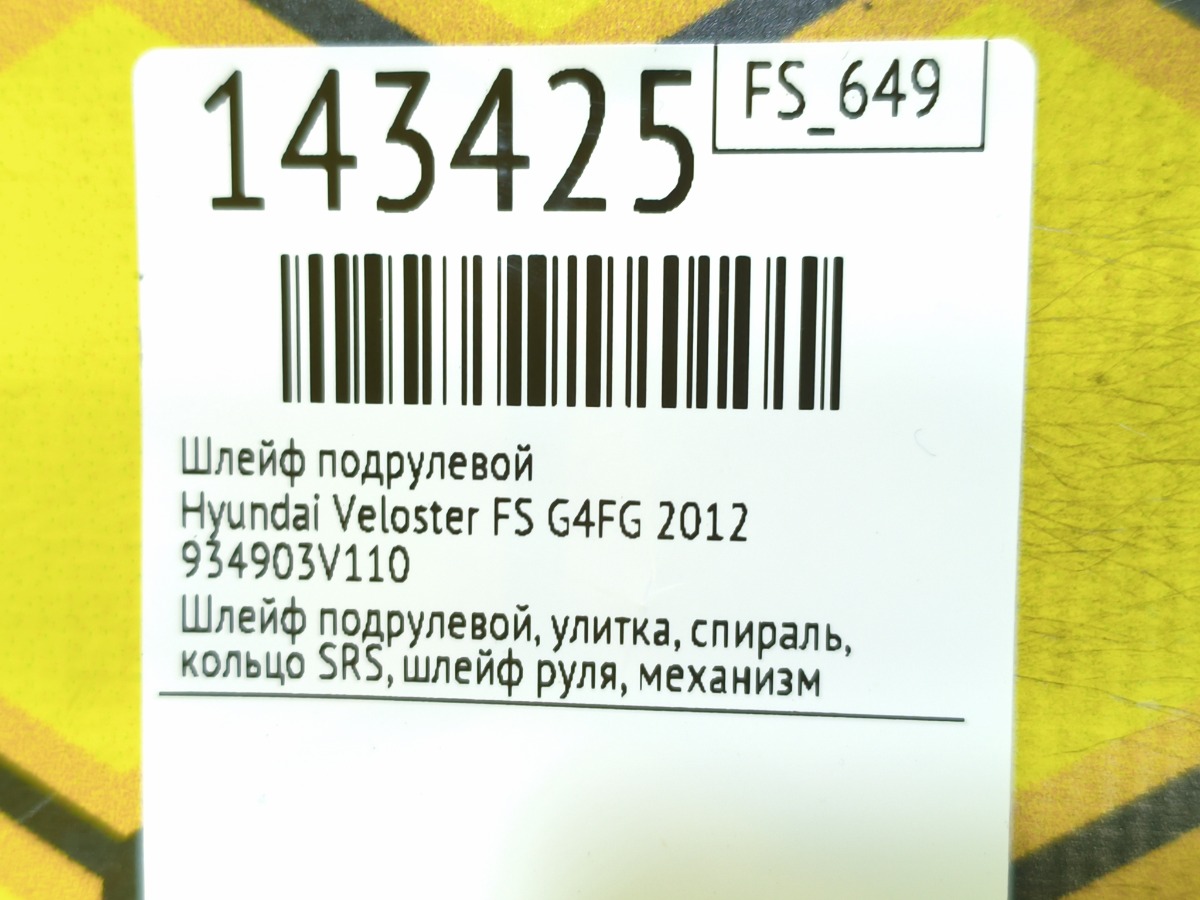 143425
FS_649
Шлейф подрулевой
Hyundai Veloster FS G4FG 2012
934903V110
Шлейф подрулевой, улитка, спираль,
кольцо SRS, шлейф руля, механизм